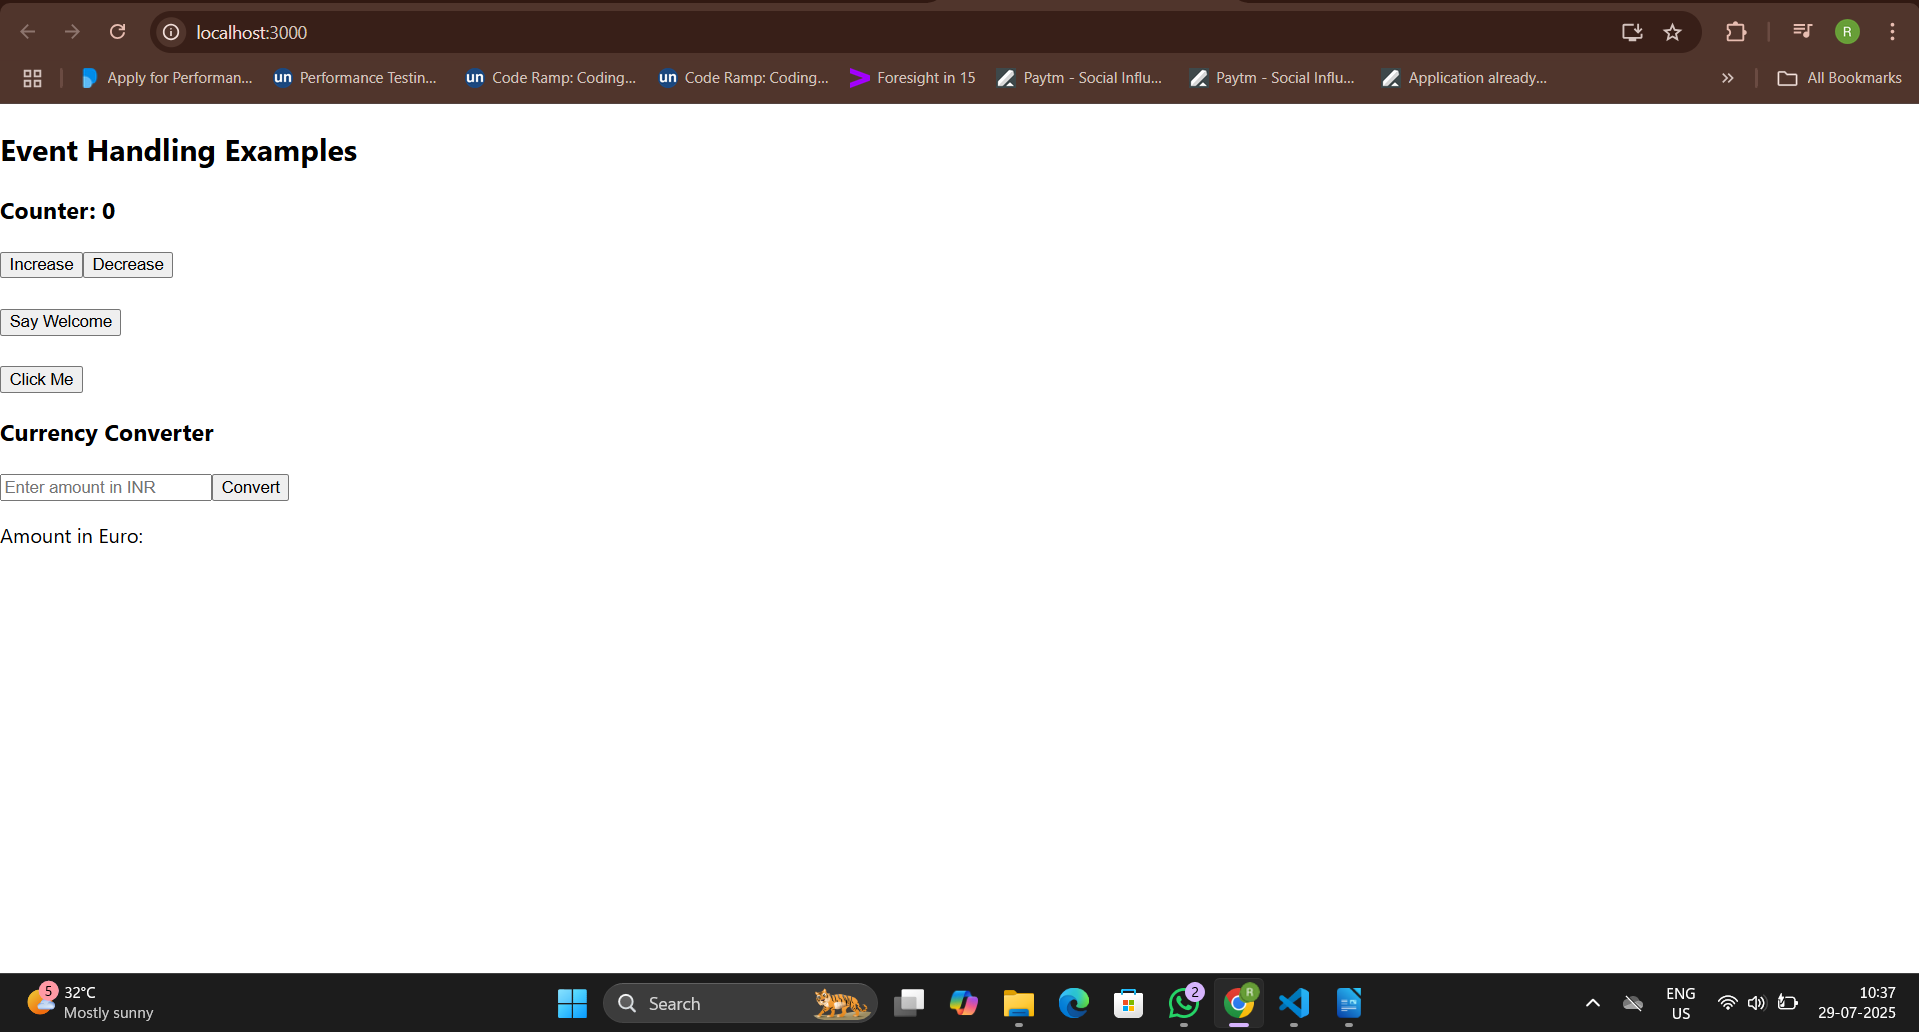 localhost:3000
R
Apply for Performan...
un Performance Testin...
un Code Ramp: Coding...
un Code Ramp: Coding...
Foresight in 15
Paytm - Social Influ...
Paytm - Social Influ...
Application already...
All Bookmarks
Event Handling Examples
Counter: 0
Increase Decrease
Say Welcome
Click Me
Currency Converter
Enter amount in INR Convert
Amount in Euro:
5
32°C
Mostly sunny
Search
2
R
ENG
US
10:37
29-07-2025